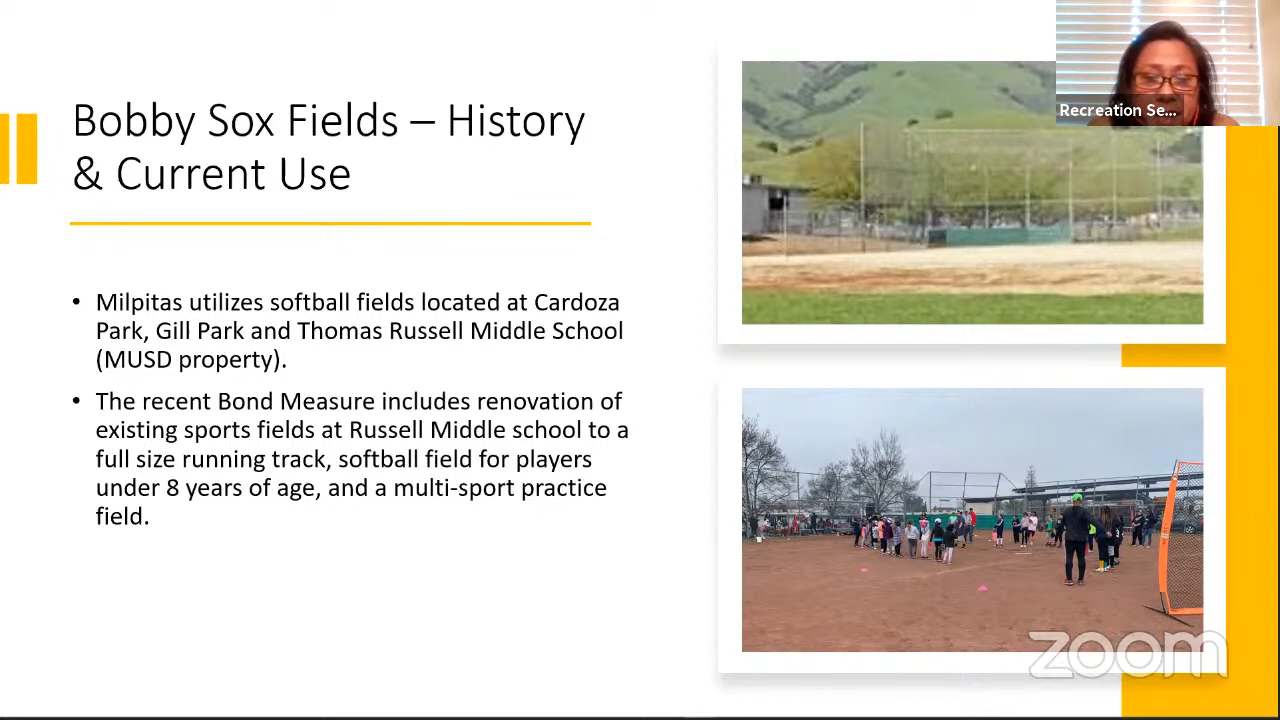 Bobby Sox Fields – History
& Current Use
Recreation Se...
• Milpitas utilizes softball fields located at Cardoza
Park, Gill Park and Thomas Russell Middle School
(MUSD property).
• The recent Bond Measure includes renovation of
existing sports fields at Russell Middle school to a
full size running track, softball field for players
under 8 years of age, and a multi-sport practice
field.
zoom